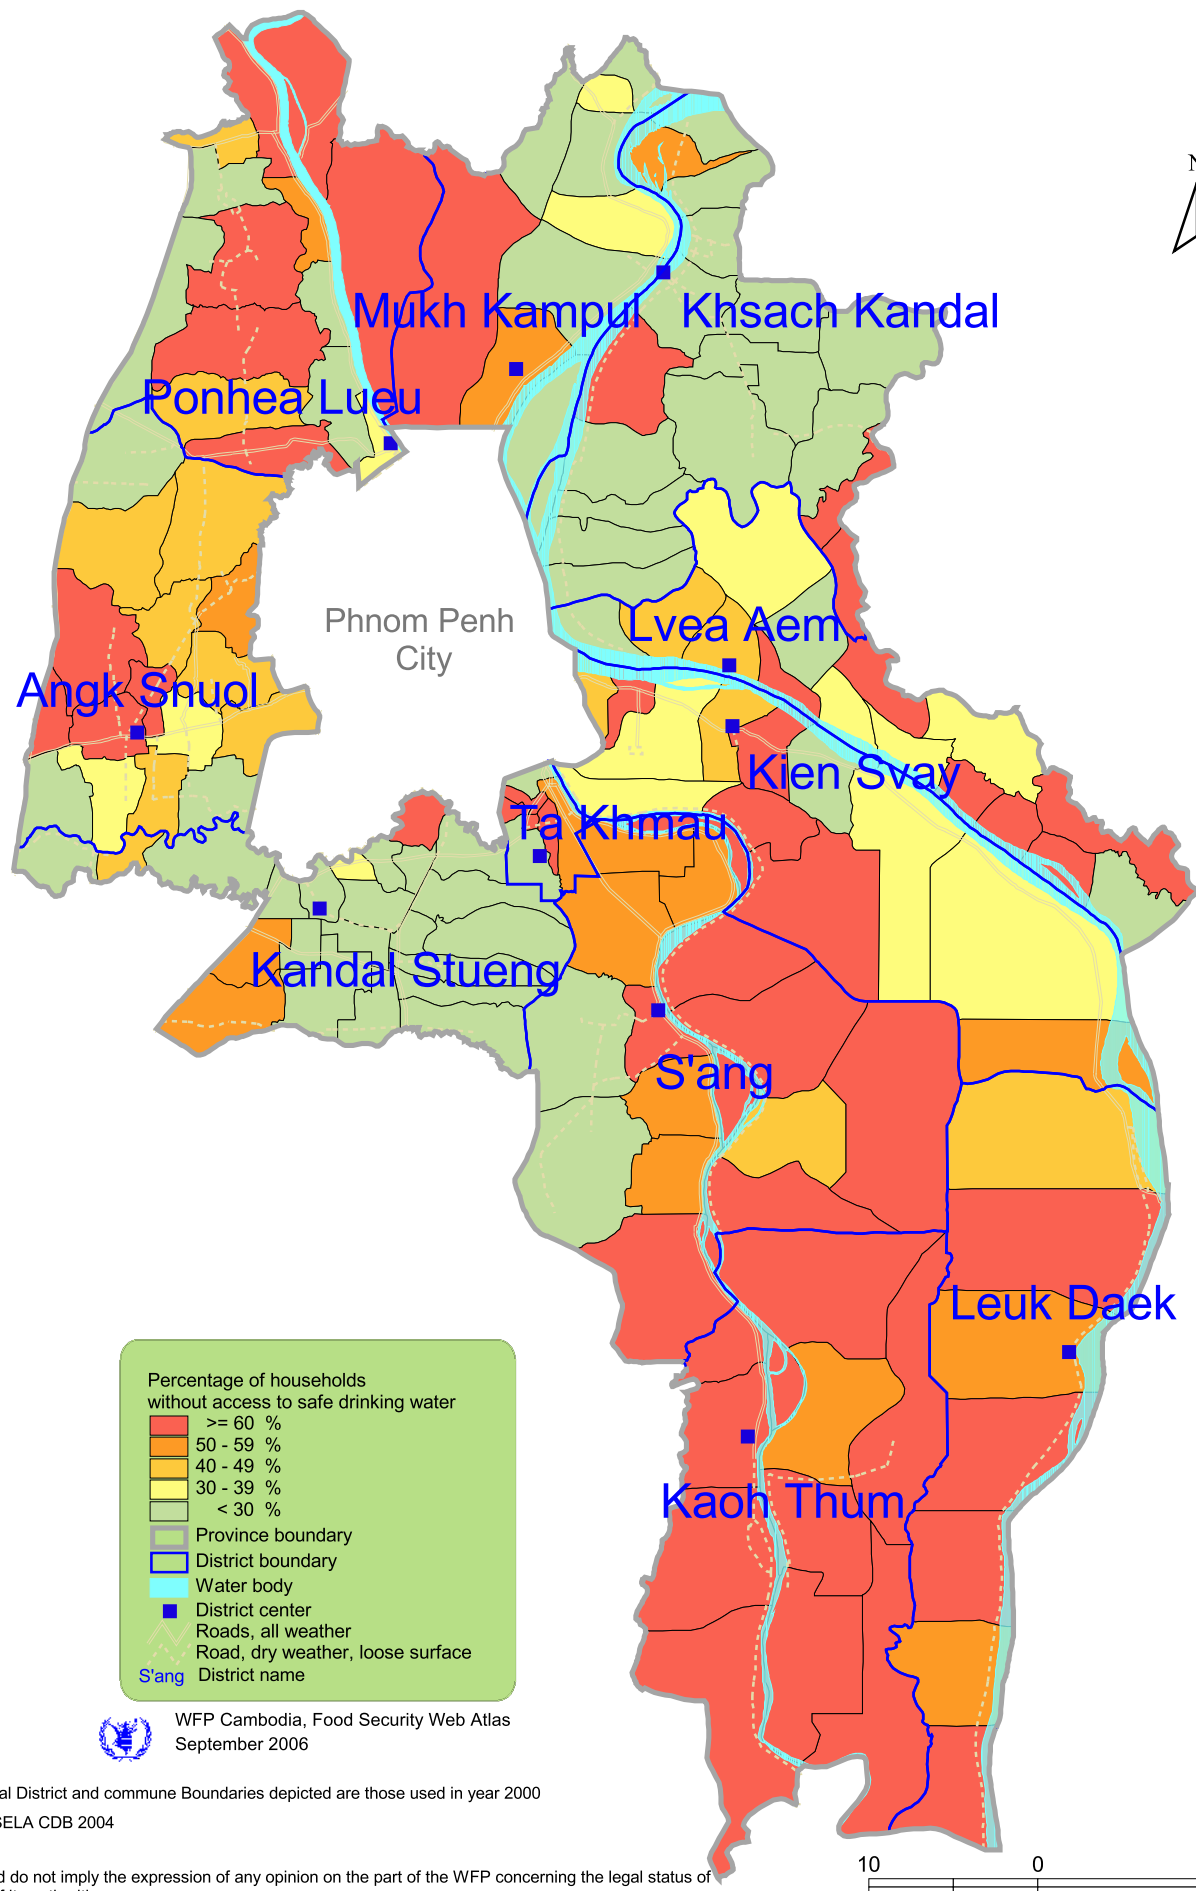 N
Mukh Kampul
Khsach Kandal
Ponhea Lueu
Phnom Penh
City
Lvea Aem
Angk Snuol
Kien Svay
Ta Khmau
Kandal Stueng
S'ang
Leuk Daek
Kaoh Thum
Percentage of households
without access to safe drinking water
>= 60 %
50 - 59 %
40 - 49 %
30 - 39 %
< 30 %
Province boundary
District boundary
Water body
District center
Roads, all weather
Road, dry weather, loose surface
S'ang District name
WFP Cambodia, Food Security Web Atlas
September 2006
al District and commune Boundaries depicted are those used in year 2000
SELA CDB 2004
d do not imply the expression of any opinion on the part of the WFP concerning the legal status of
10 0